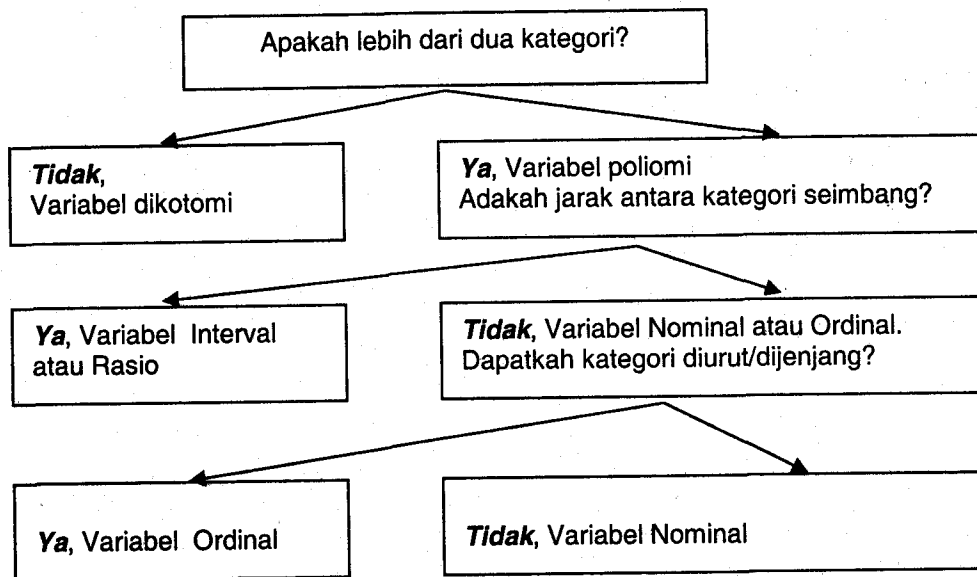 Apakah lebih dari dua kategori?
Tidak,
Variabel dikotomi
Ya, Variabel poliomi
Adakah jarak antara kategori seimbang?
Ya, Variabel Interval
atau Rasio
Tidak, Variabel Nominal atau Ordinal.
Dapatkah kategori diurut/dijenjang?
Ya, Variabel Ordinal
Tidak, Variabel Nominal